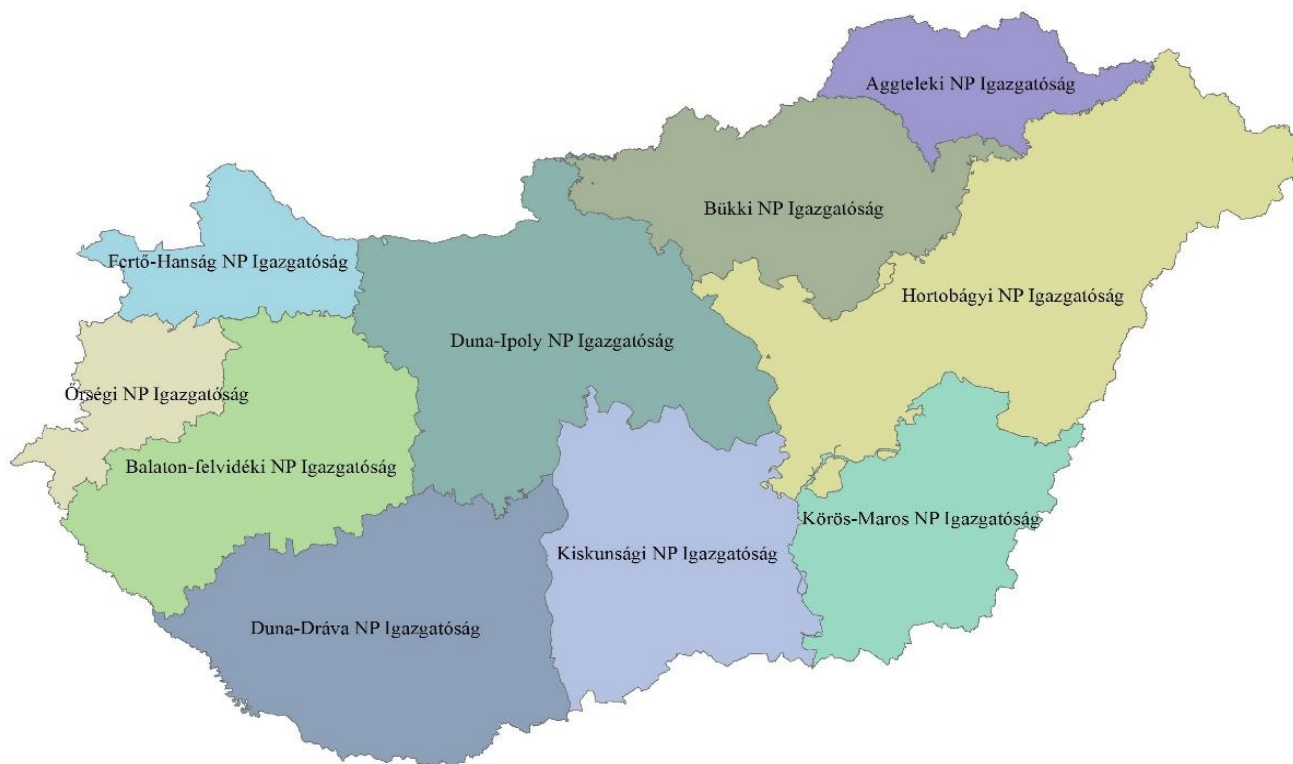 Aggteleki NP Igazgatóság
Bükki NP Igazgatóság
Fertő-Hanság NP Igazgatóság
Hortobágyi NP Igazgatóság
Duna-Ipoly NP Igazgatóság
Őrségi NP Igazgatóság
Balaton-felvidéki NP Igazgatóság
Körös-Maros NP Igazgatóság
Kiskunsági NP Igazgatóság
Duna-Dráva NP Igazgatóság